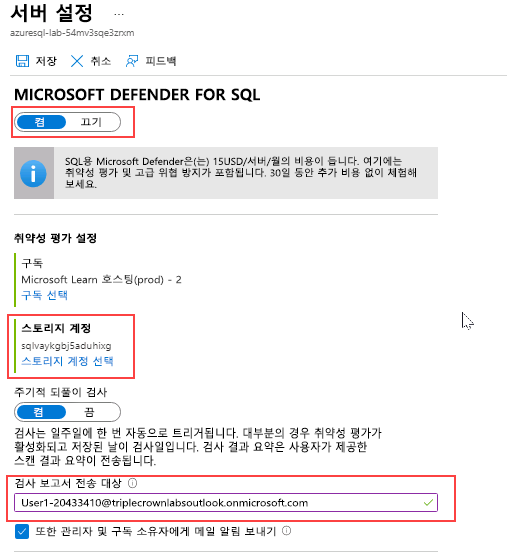 서버 설정 ...
azuresql-lab-54mv3sqe3zrxm
저장 취소 피드백
MICROSOFT DEFENDER FOR SQL
켬 끄기
SQL용 Microsoft Defender은(는) 15USD/서버/월의 비용이 듭니다. 여기에는
취약성 평가 및 고급 위협 방지가 포함됩니다. 30일 동안 추가 비용 없이 체험해
보세요.
취약성 평가 설정
구독
Microsoft Learn 호스팅(prod) - 2
구독 선택
스토리지 계정
sqlvaykgbj5aduhixg
스토리지 계정 선택
주기적 되풀이 검사
켬 끔
검사는 일주일에 한 번 자동으로 트리거됩니다. 대부분의 경우 취약성 평가가
활성화되고 저장된 날이 검사일입니다. 검사 결과 요약은 사용자가 제공한
스캔 결과 요약이 전송됩니다.
검사 보고서 전송 대상
User1-20433410@triplecrownlabsoutlook.onmicrosoft.com
또한 관리자 및 구독 소유자에게 메일 알림 보내기